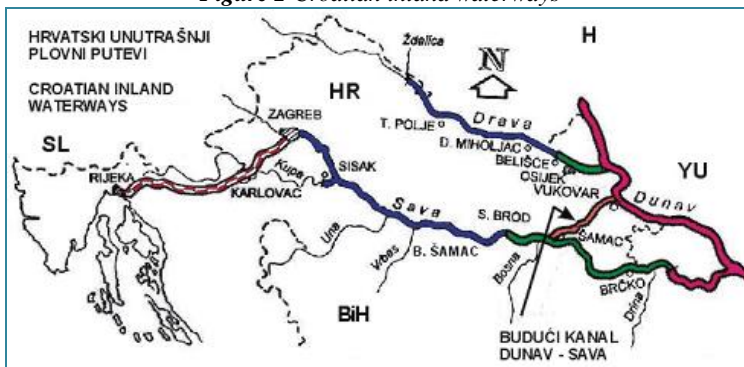 Figure 2 Croatian inland waterways
HRVATSKI UNUTRAŠNJI
PLOVNI PUTEVI
CROATIAN INLAND
WATERWAYS
H
Ždelica
N
HR
ZAGREB
T. POLJE
Drava
D. MIHOLJAC
BELIŠĆE
OSIJEK
VUKOVAR
YU
SL
RIJEKA
KARLOVAC
Kupa
SISAK
Dunav
Sava
S. BROD
ŠAMAC
Una
Vrbas
B. ŠAMAC
Bosna
BRČKO
Drina
BiH
BUDUĆI KANAL
DUNAV - SAVA